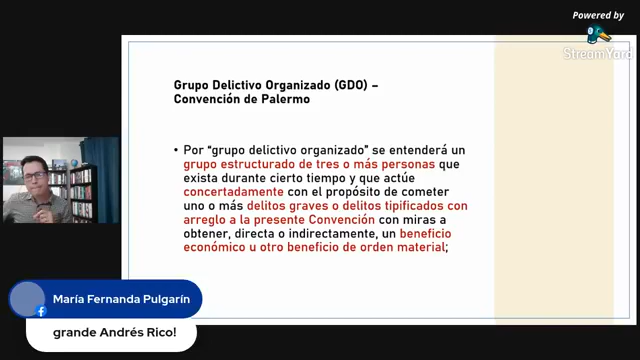 Powered by
StreamYard
Grupo Delictivo Organizado (GDO) –
Convención de Palermo
• Por “grupo delictivo organizado” se entenderá un
grupo estructurado de tres o más personas que
exista durante cierto tiempo y que actúe
concertadamente con el propósito de cometer
uno o más delitos graves o delitos tipificados con
arreglo a la presente Convención con miras a
obtener, directa o indirectamente, un beneficio
económico u otro beneficio de orden material;
María Fernanda Pulgarín
grande Andrés Rico!